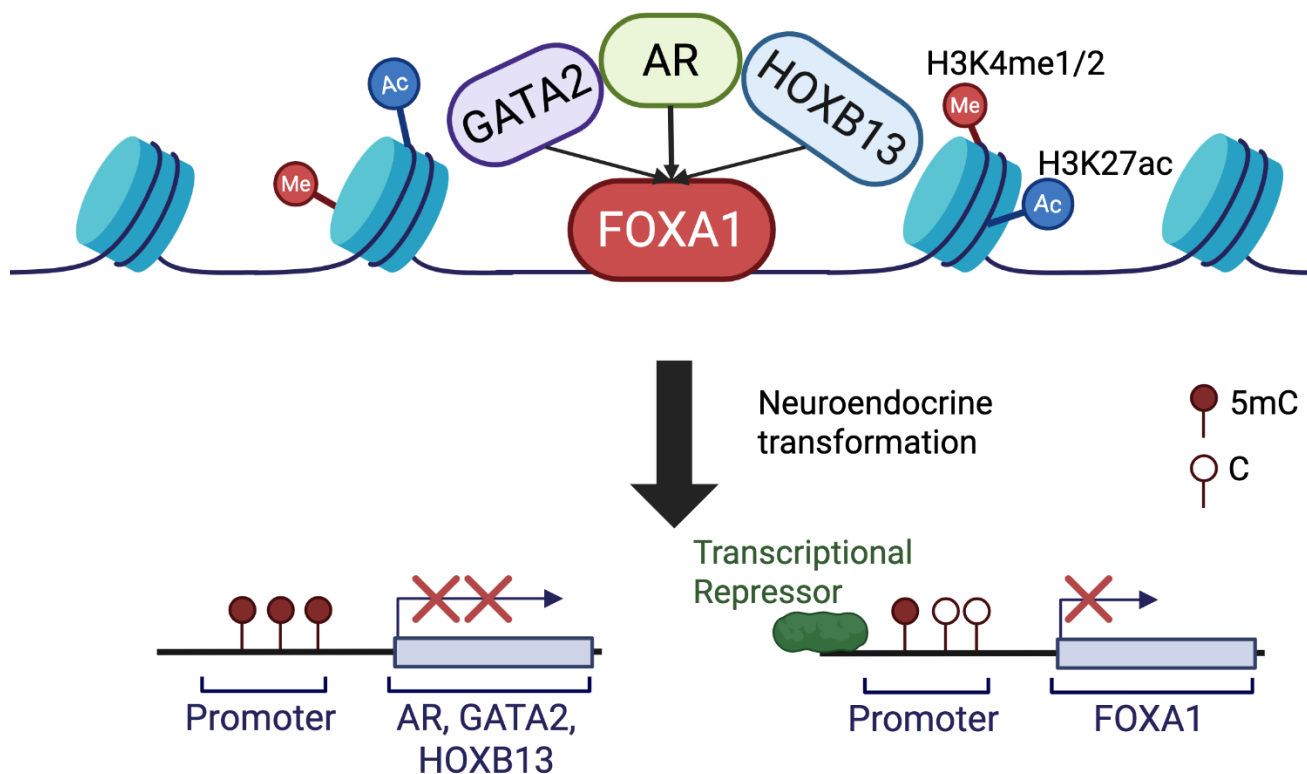 GATA2
AR
HOXB13
H3K4me1/2
Ac
Me
Me
H3K27ac
Ac
FOXA1
Neuroendocrine
transformation
5mC
C
Transcriptional
Repressor
Promoter
AR, GATA2,
HOXB13
Promoter
FOXA1